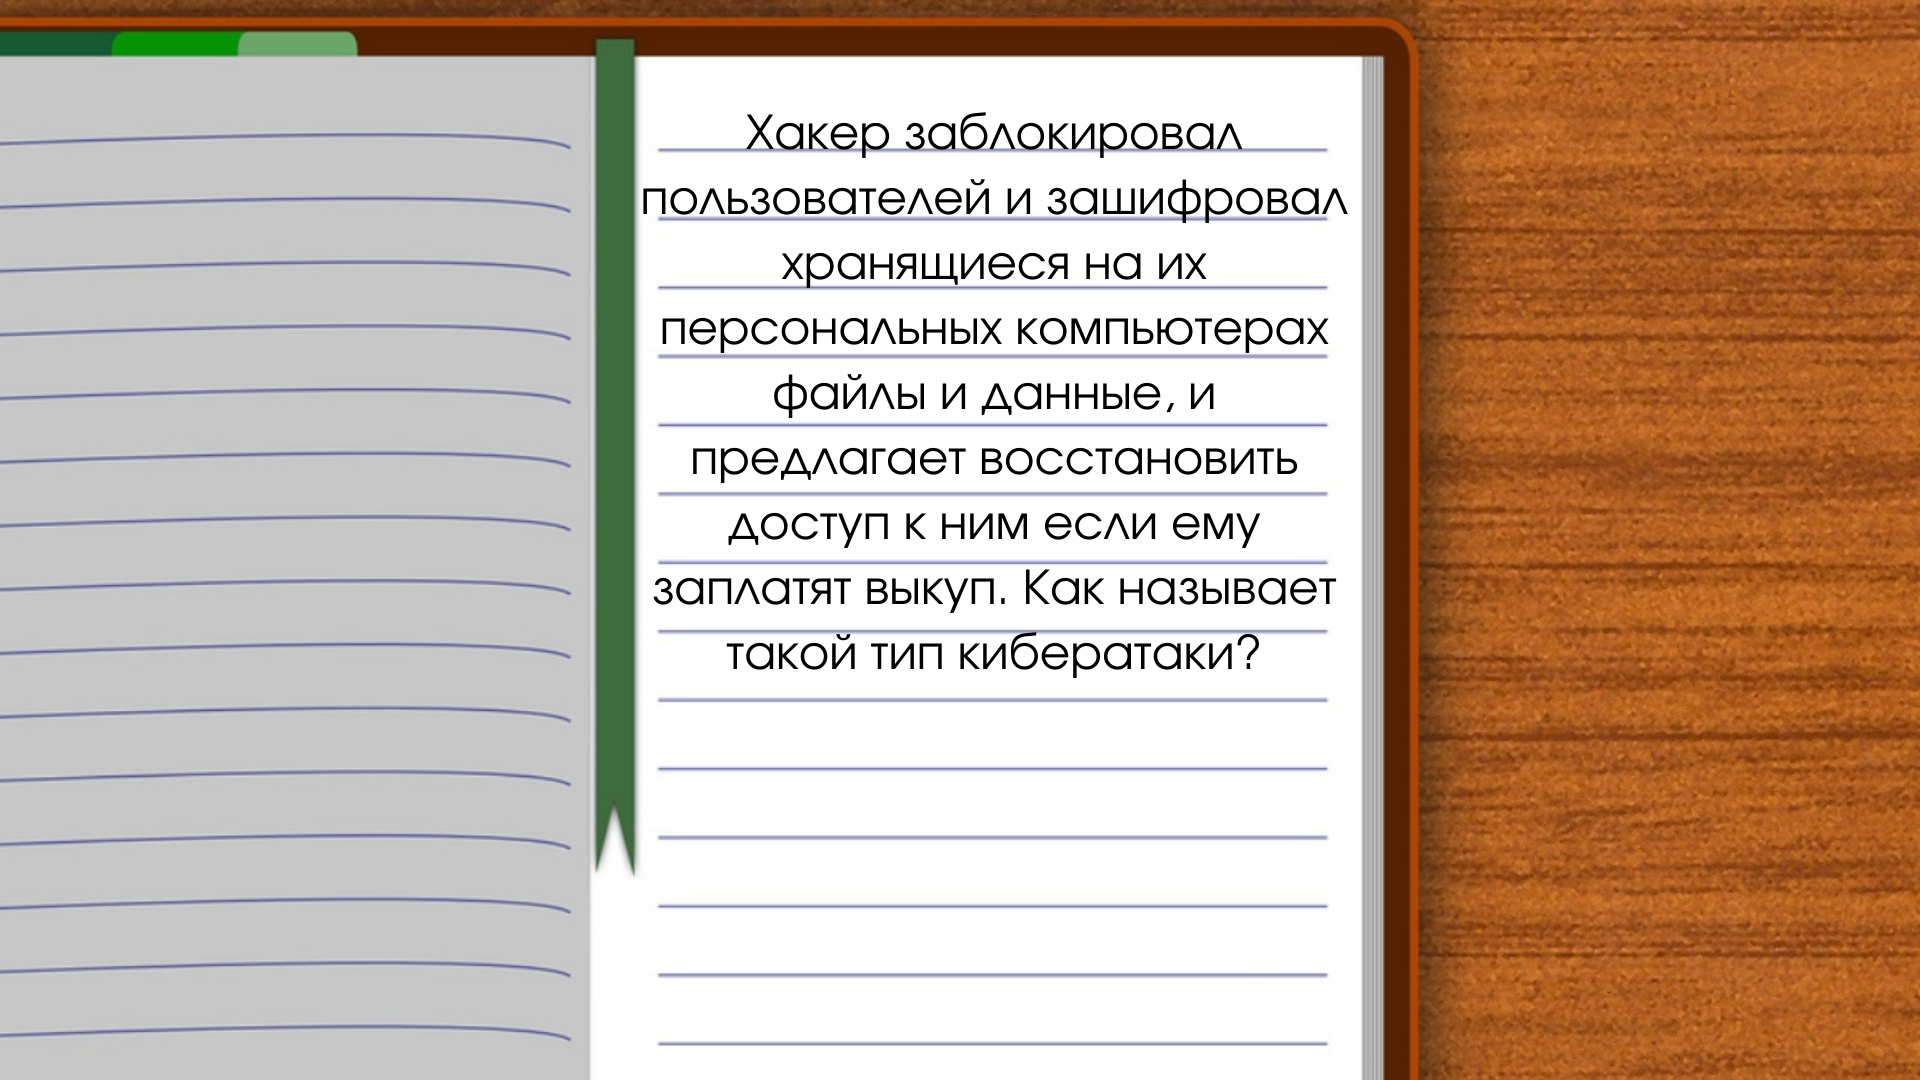 Хакер заблокировал
пользователей и зашифровал
хранящиеся на их
персональных компьютерах
файлы и данные, и
предлагает восстановить
доступ к ним если ему
заплатят выкуп. Как называет
такой тип кибератаки?